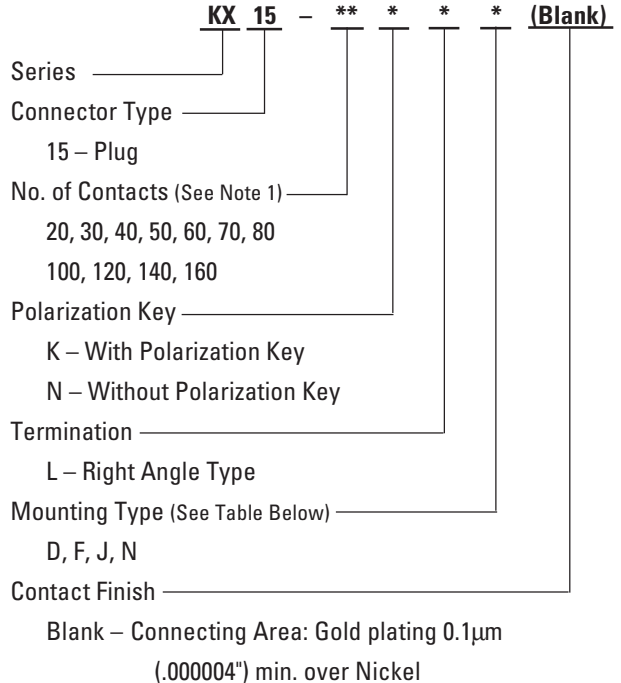 KX 15 – ** * * * (Blank)
Series
Connector Type
15 – Plug
No. of Contacts (See Note 1)
20, 30, 40, 50, 60, 70, 80
100, 120, 140, 160
Polarization Key
K – With Polarization Key
N – Without Polarization Key
Termination
L – Right Angle Type
Mounting Type (See Table Below)
D, F, J, N
Contact Finish
Blank – Connecting Area: Gold plating 0.1µm
(.000004") min. over Nickel